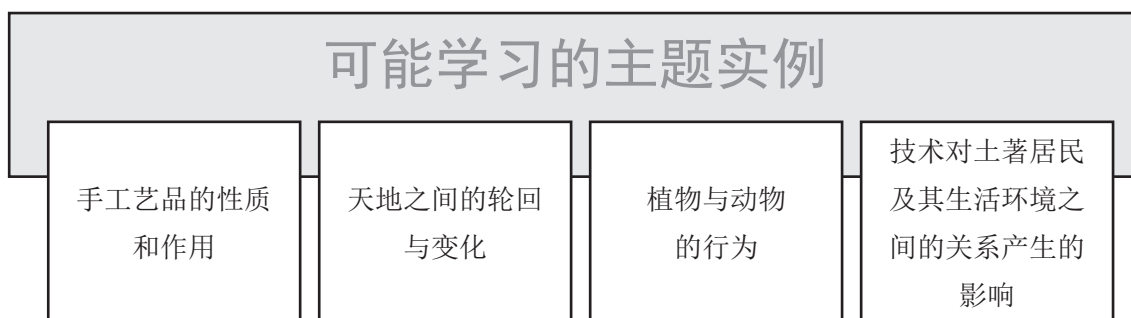 可能学习的主题实例
手工艺品的性质
和作用
天地之间的轮回
与变化
植物与动物
的行为
技术对土著居民
及其生活环境之
间的关系产生的
影响